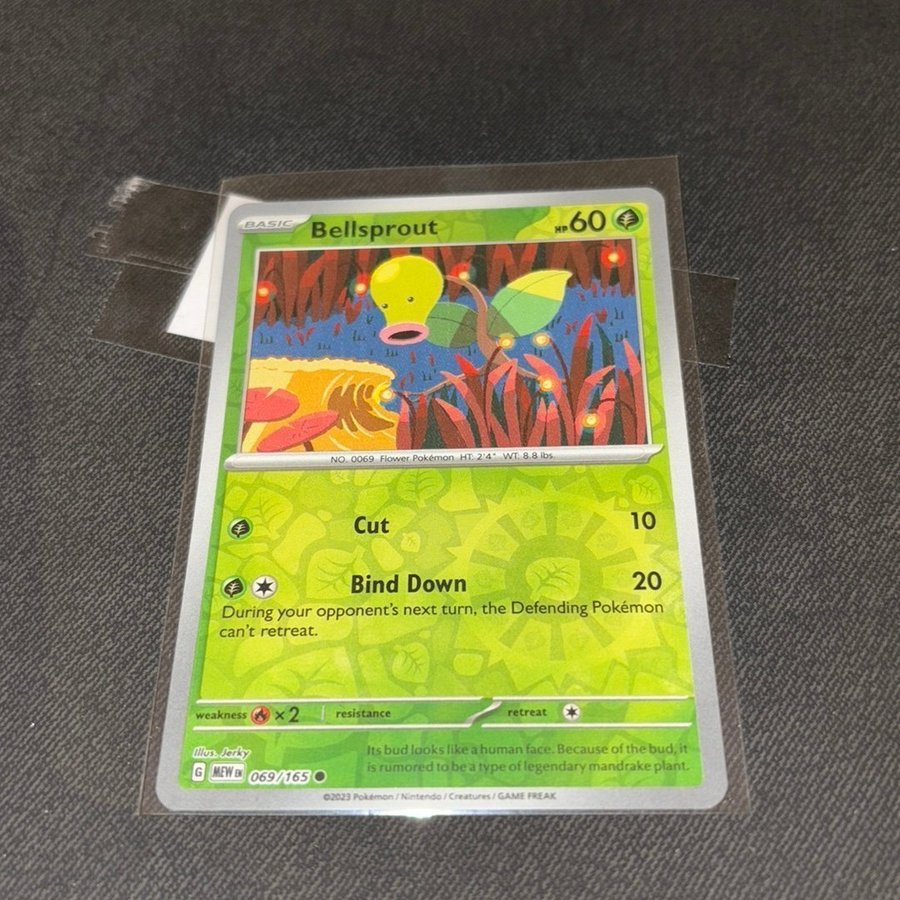 BASIC Bellsprout HP 60
NO. 0069 Flower Pokémon HT: 2'4" WT: 8.8 lbs.
Cut 10
Bind Down 20
During your opponent's next turn, the Defending Pokémon
can't retreat.
weakness ×2 resistance retreat
Illus. Jerky
Its bud looks like a human face. Because of the bud, it
is rumored to be a type of legendary mandrake plant.
G MEW EN 069/165
©2023 Pokémon / Nintendo / Creatures / GAME FREAK